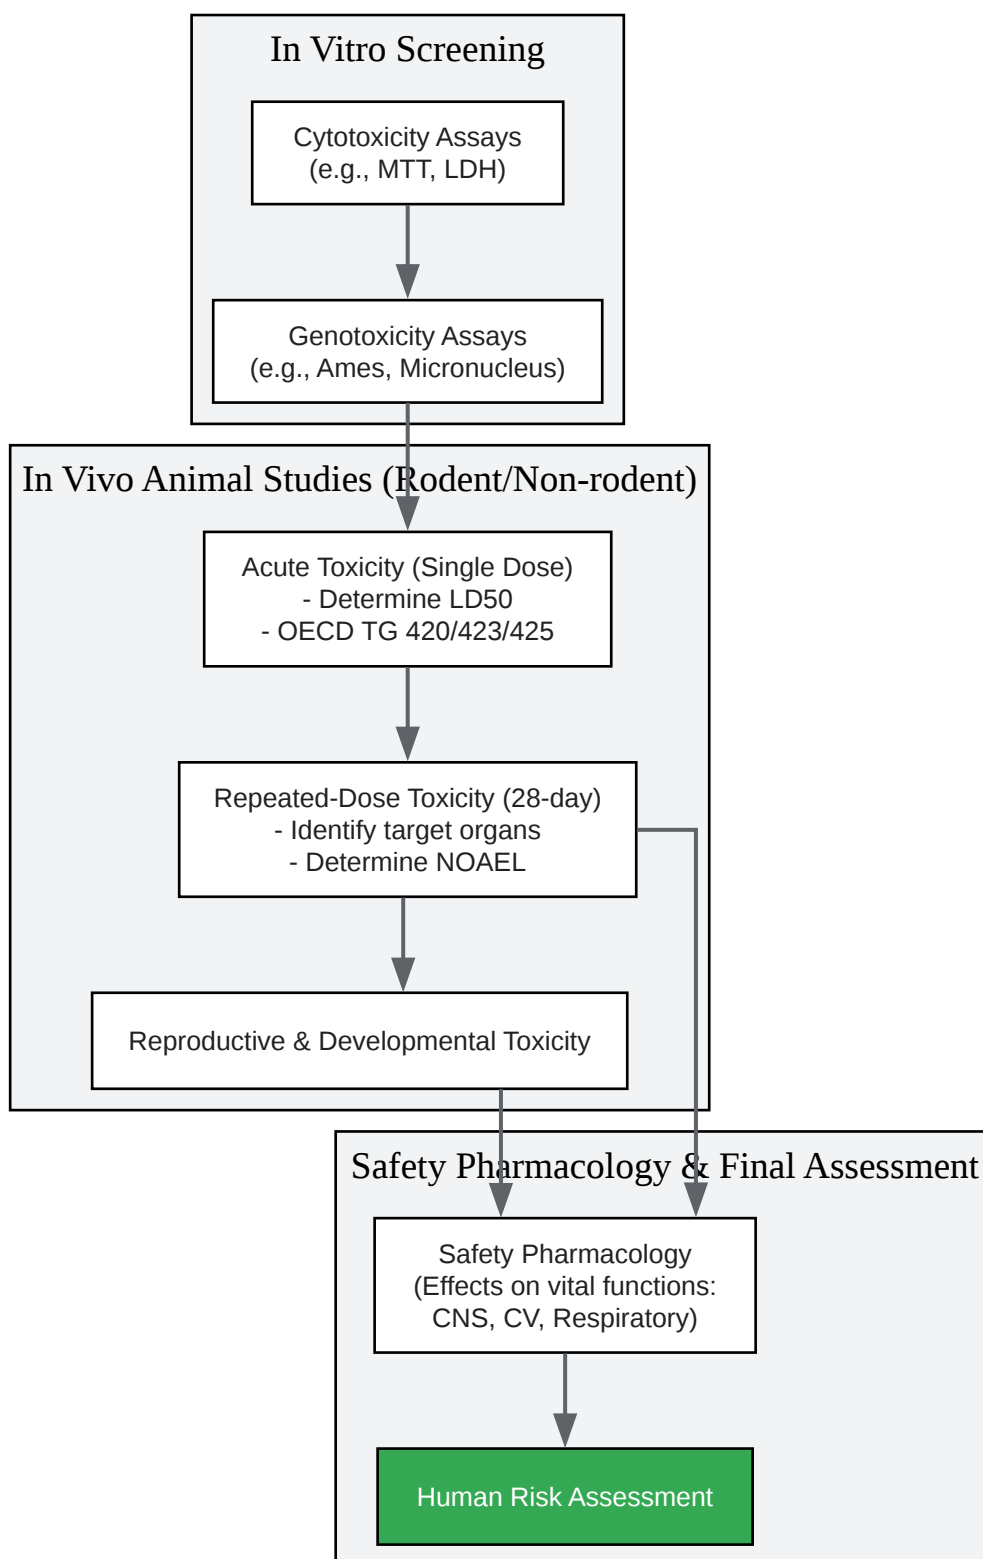 In Vitro Screening
Cytotoxicity Assays
(e.g., MTT, LDH)
Genotoxicity Assays
(e.g., Ames, Micronucleus)
In Vivo Animal Studies (Rodent/Non-rodent)
Acute Toxicity (Single Dose)
- Determine LD50
- OECD TG 420/423/425
Repeated-Dose Toxicity (28-day)
- Identify target organs
- Determine NOAEL
Reproductive & Developmental Toxicity
Safety Pharmacology & Final Assessment
Safety Pharmacology
(Effects on vital functions:
CNS, CV, Respiratory)
Human Risk Assessment